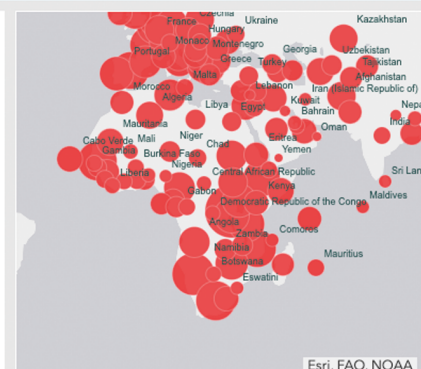 Czechia
France
Ukraine
Kazakhstan
Hungary
Monaco
Montenegro
Portugal
Georgia
Uzbekistan
Greece
Turkey
Tajikistan
Malta
Afghanistan
Morocco
Lebanon
Iran (Islamic Republic of)
Algeria
Libya
Egypt
Kuwait
Bahrain
India
Mauritania
Oman
Niger
Eritrea
Cabo Verde
Mali
Chad
Yemen
Gambia
Burkina Faso
Nigeria
Liberia
Central African Republic
Gabon
Kenya
Maldives
Democratic Republic of the Congo
Angola
Comoros
Zambia
Namibia
Mauritius
Botswana
Eswatini
Esri, FAO, NOAA